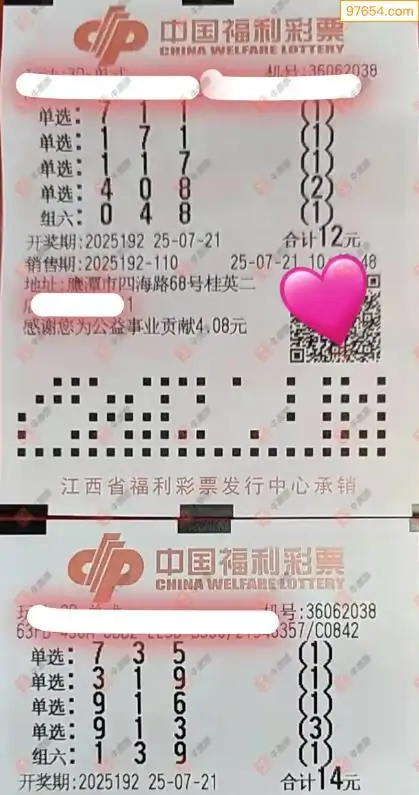 97654.com
中国福利彩票
CHINA WELFARE LOTTERY
机号:36062038
单选: 7 1 1 (1)
单选: 1 7 1 (1)
单选: 1 1 7 (1)
单选: 4 0 8 (2)
组六: 0 4 8 (1)
开奖期:2025192 25-07-21 合计12元
销售期:2025192-110 25-07-21 10 48
地址:鹰潭市四海路68号桂英二
1
感谢您为公益事业贡献4.08元
江西省福利彩票发行中心承销
中国福利彩票
CHINA WELFARE LOTTERY
机号:36062038
/C0842
单选: 7 3 5 (1)
单选: 3 1 9 (1)
单选: 9 1 6 (1)
单选: 9 1 3 (3)
组六: 1 3 9 (1)
开奖期:2025192 25-07-21 合计14元